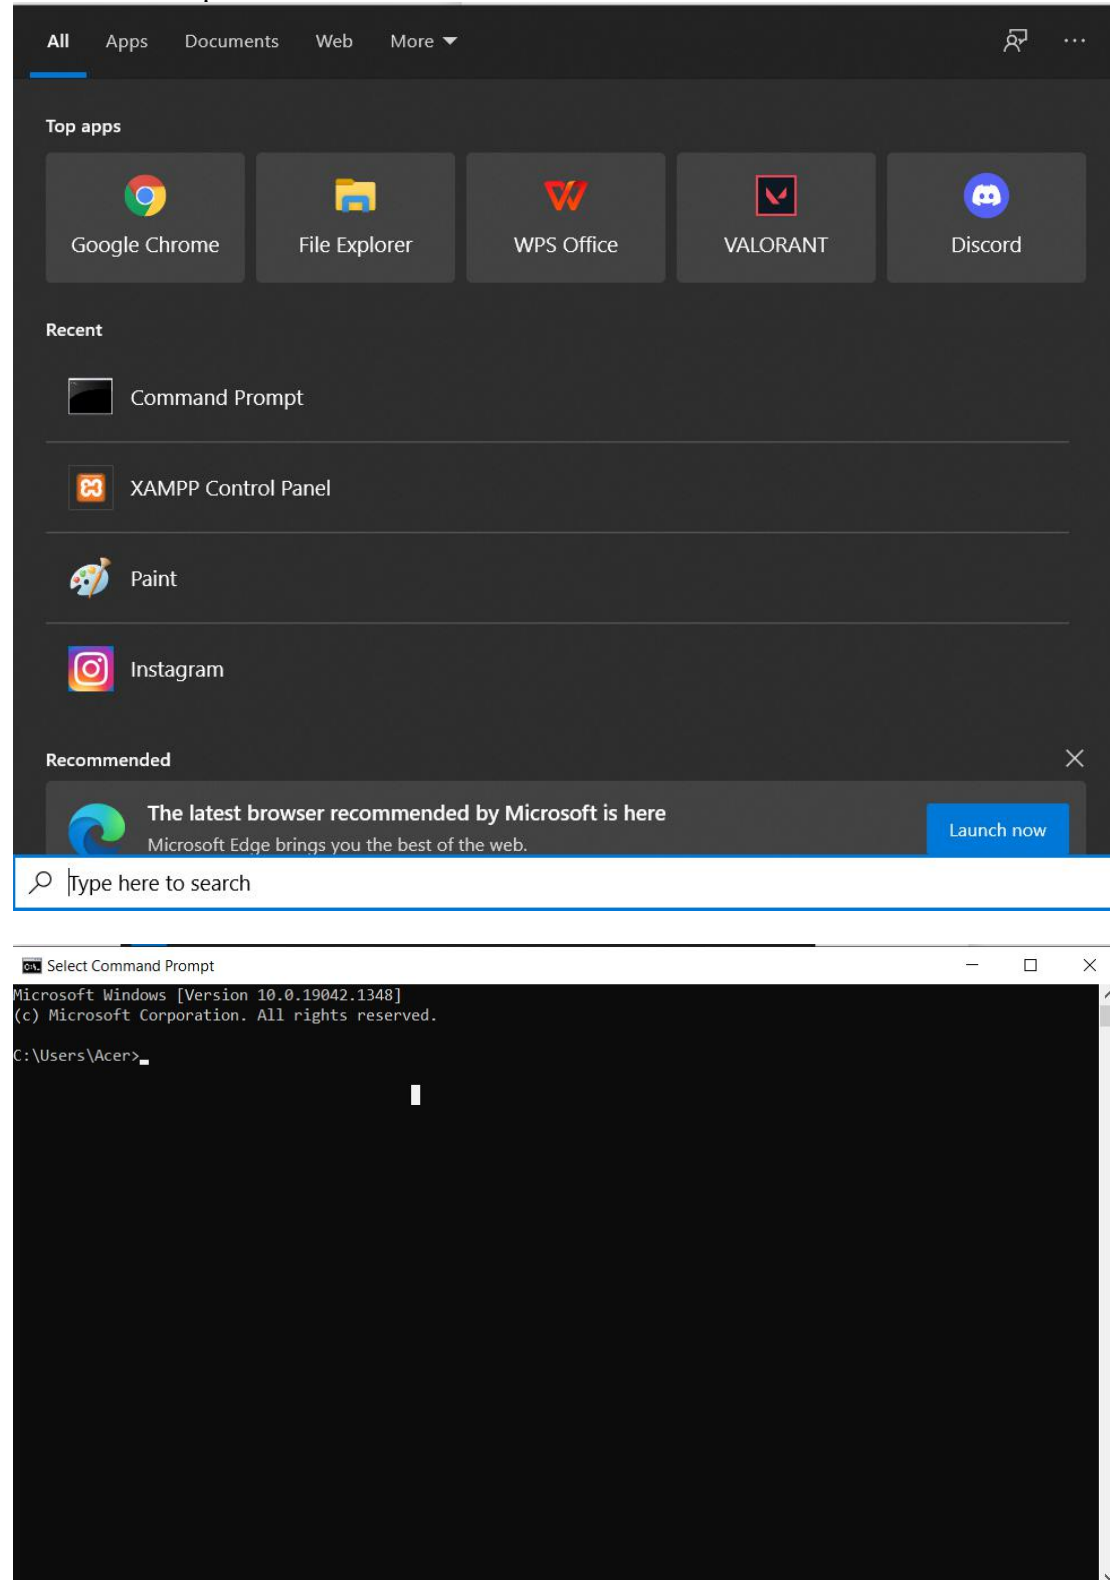 All Apps Documents Web More
Top apps
Google Chrome File Explorer WPS Office VALORANT Discord
Recent
Command Prompt
XAMPP Control Panel
Paint
Instagram
Recommended
The latest browser recommended by Microsoft is here
Microsoft Edge brings you the best of the web.
Launch now
Type here to search
Select Command Prompt
Microsoft Windows [Version 10.0.19042.1348]
(c) Microsoft Corporation. All rights reserved.
C:\Users\Acer>